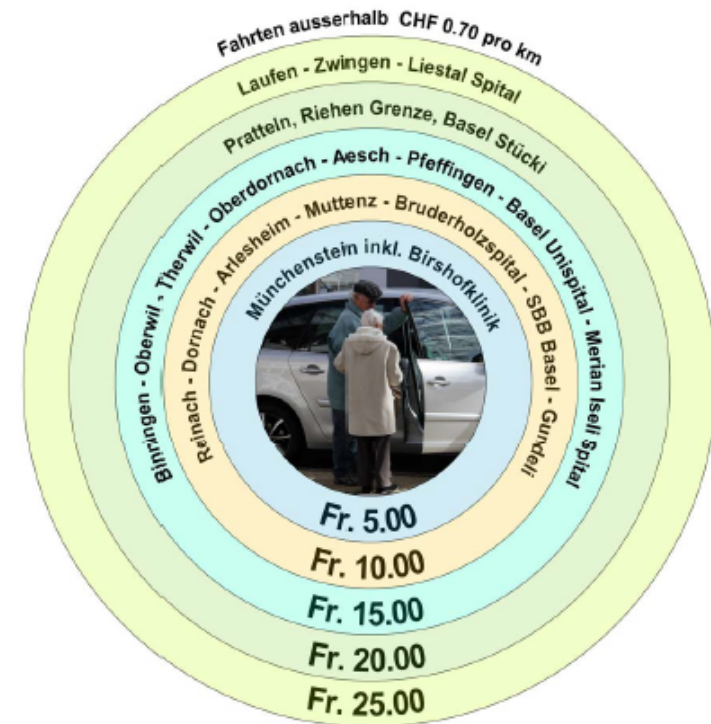 Fahrten ausserhalb CHF 0.70 pro km
Laufen - Zwingen - Liestal Spital
Pratteln, Riehen Grenze, Basel Stücki
Binringen - Oberwil - Therwil - Oberdornach - Aesch - Pfeffingen - Basel Unispital - Merian Iseli Spital
Reinach - Dornach - Arlesheim - Muttenz - Bruderholzspital - SBB Basel - Gundeli
Münchenstein inkl. Birshofklinik
Fr. 5.00
Fr. 10.00
Fr. 15.00
Fr. 20.00
Fr. 25.00